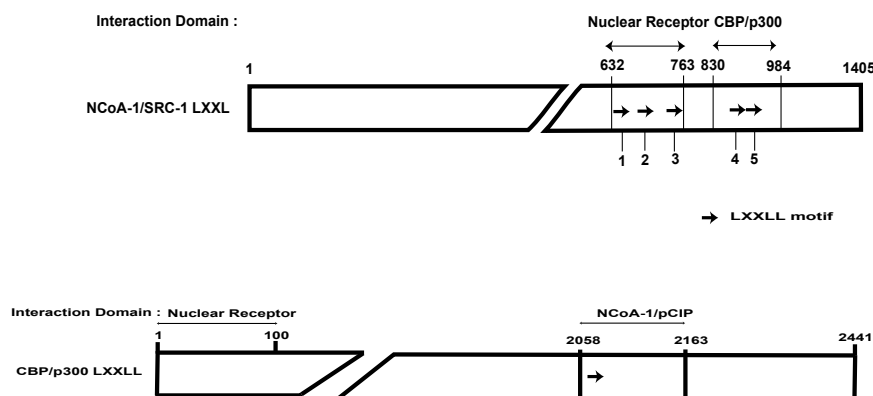 Interaction Domain :
Nuclear Receptor CBP/p300
1
632
763
830
984
1405
NCoA-1/SRC-1 LXXL
1
2
3
4
5
LXXLL motif
Interaction Domain : Nuclear Receptor
NCoA-1/pCIP
1
100
2058
2163
2441
CBP/p300 LXXLL